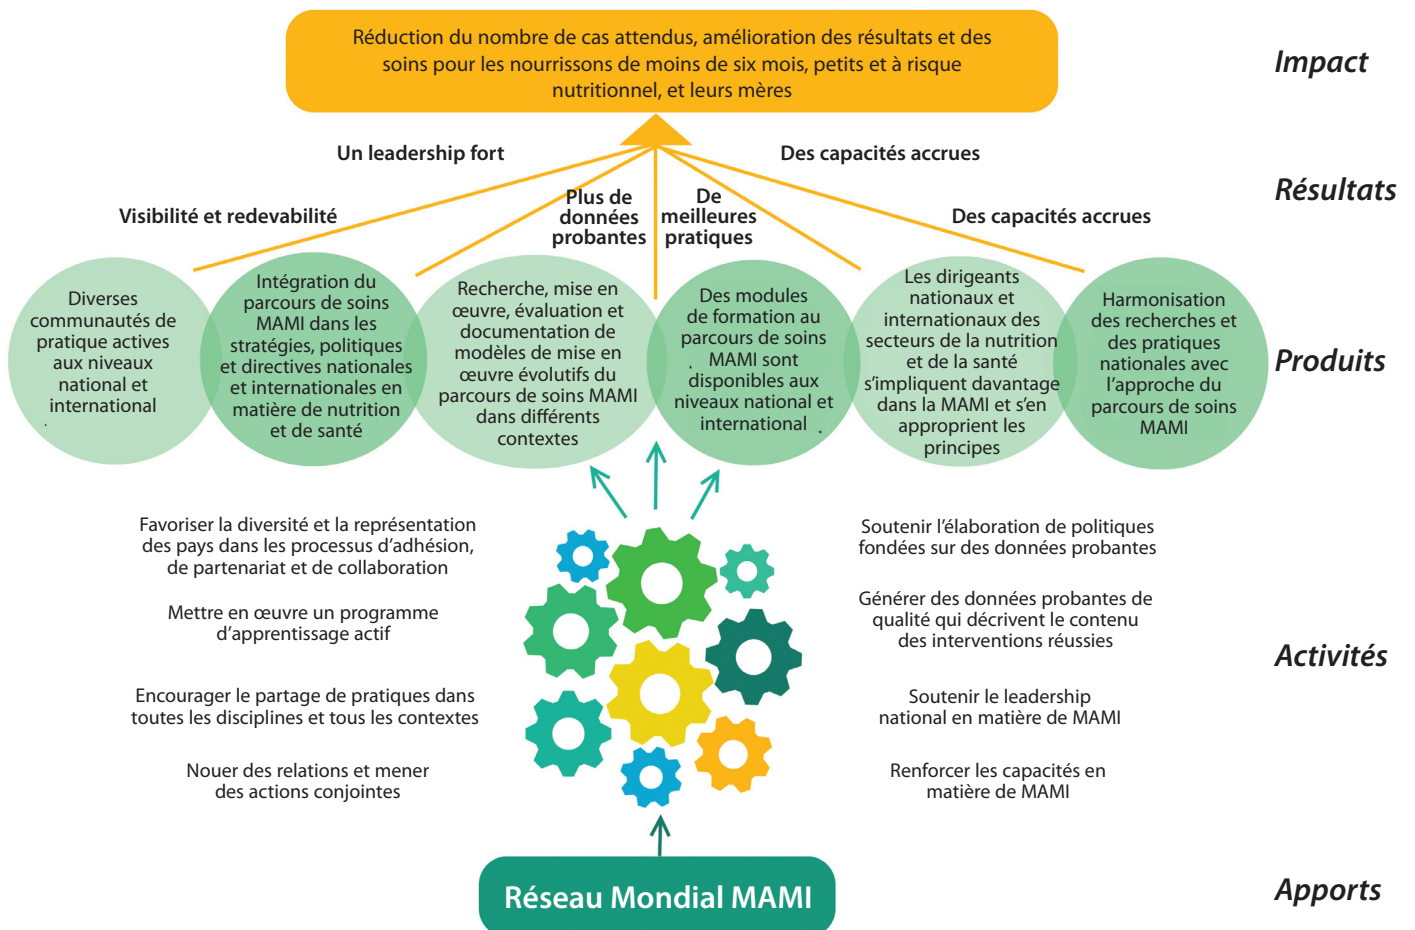 Réduction du nombre de cas attendus, amélioration des résultats et des
soins pour les nourrissons de moins de six mois, petits et à risque
nutritionnel, et leurs mères
Impact
Un leadership fort
Des capacités accrues
Résultats
Visibilité et redevabilité
Plus de
données
probantes
De
meilleures
pratiques
Des capacités accrues
Diverses
communautés de
pratique actives
aux niveaux
national et
international
Intégration du
parcours de soins
MAMI dans les
stratégies, politiques
et directives nationales
et internationales en
matière de nutrition
et de santé
Recherche, mise en
œuvre, évaluation et
documentation de
modèles de mise en
œuvre évolutifs du
parcours de soins MAMI
dans différents
contextes
Des modules
de formation au
parcours de soins
MAMI sont
disponibles aux
niveaux national et
international
Les dirigeants
nationaux et
internationaux des
secteurs de la nutrition
et de la santé
s’impliquent davantage
dans la MAMI et s’en
approprient les
principes
Harmonisation
des recherches et
des pratiques
nationales avec
l’approche du
parcours de soins
MAMI
Produits
Favoriser la diversité et la représentation
des pays dans les processus d’adhésion,
de partenariat et de collaboration
Mettre en œuvre un programme
d’apprentissage actif
Encourager le partage de pratiques dans
toutes les disciplines et tous les contextes
Nouer des relations et mener
des actions conjointes
Soutenir l’élaboration de politiques
fondées sur des données probantes
Générer des données probantes de
qualité qui décrivent le contenu
des interventions réussies
Soutenir le leadership
national en matière de MAMI
Renforcer les capacités en
matière de MAMI
Activités
Réseau Mondial MAMI
Apports